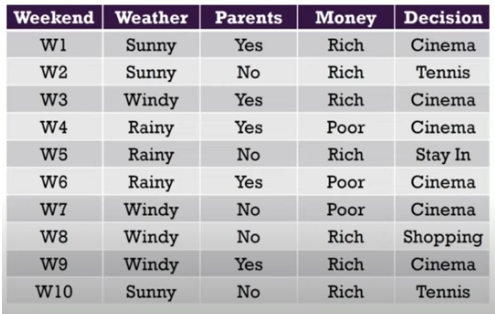 Weekend Weather Parents Money Decision
W1 Sunny Yes Rich Cinema
W2 Sunny No Rich Tennis
W3 Windy Yes Rich Cinema
W4 Rainy Yes Poor Cinema
W5 Rainy No Rich Stay In
W6 Rainy Yes Poor Cinema
W7 Windy No Poor Cinema
W8 Windy No Rich Shopping
W9 Windy Yes Rich Cinema
W10 Sunny No Rich Tennis